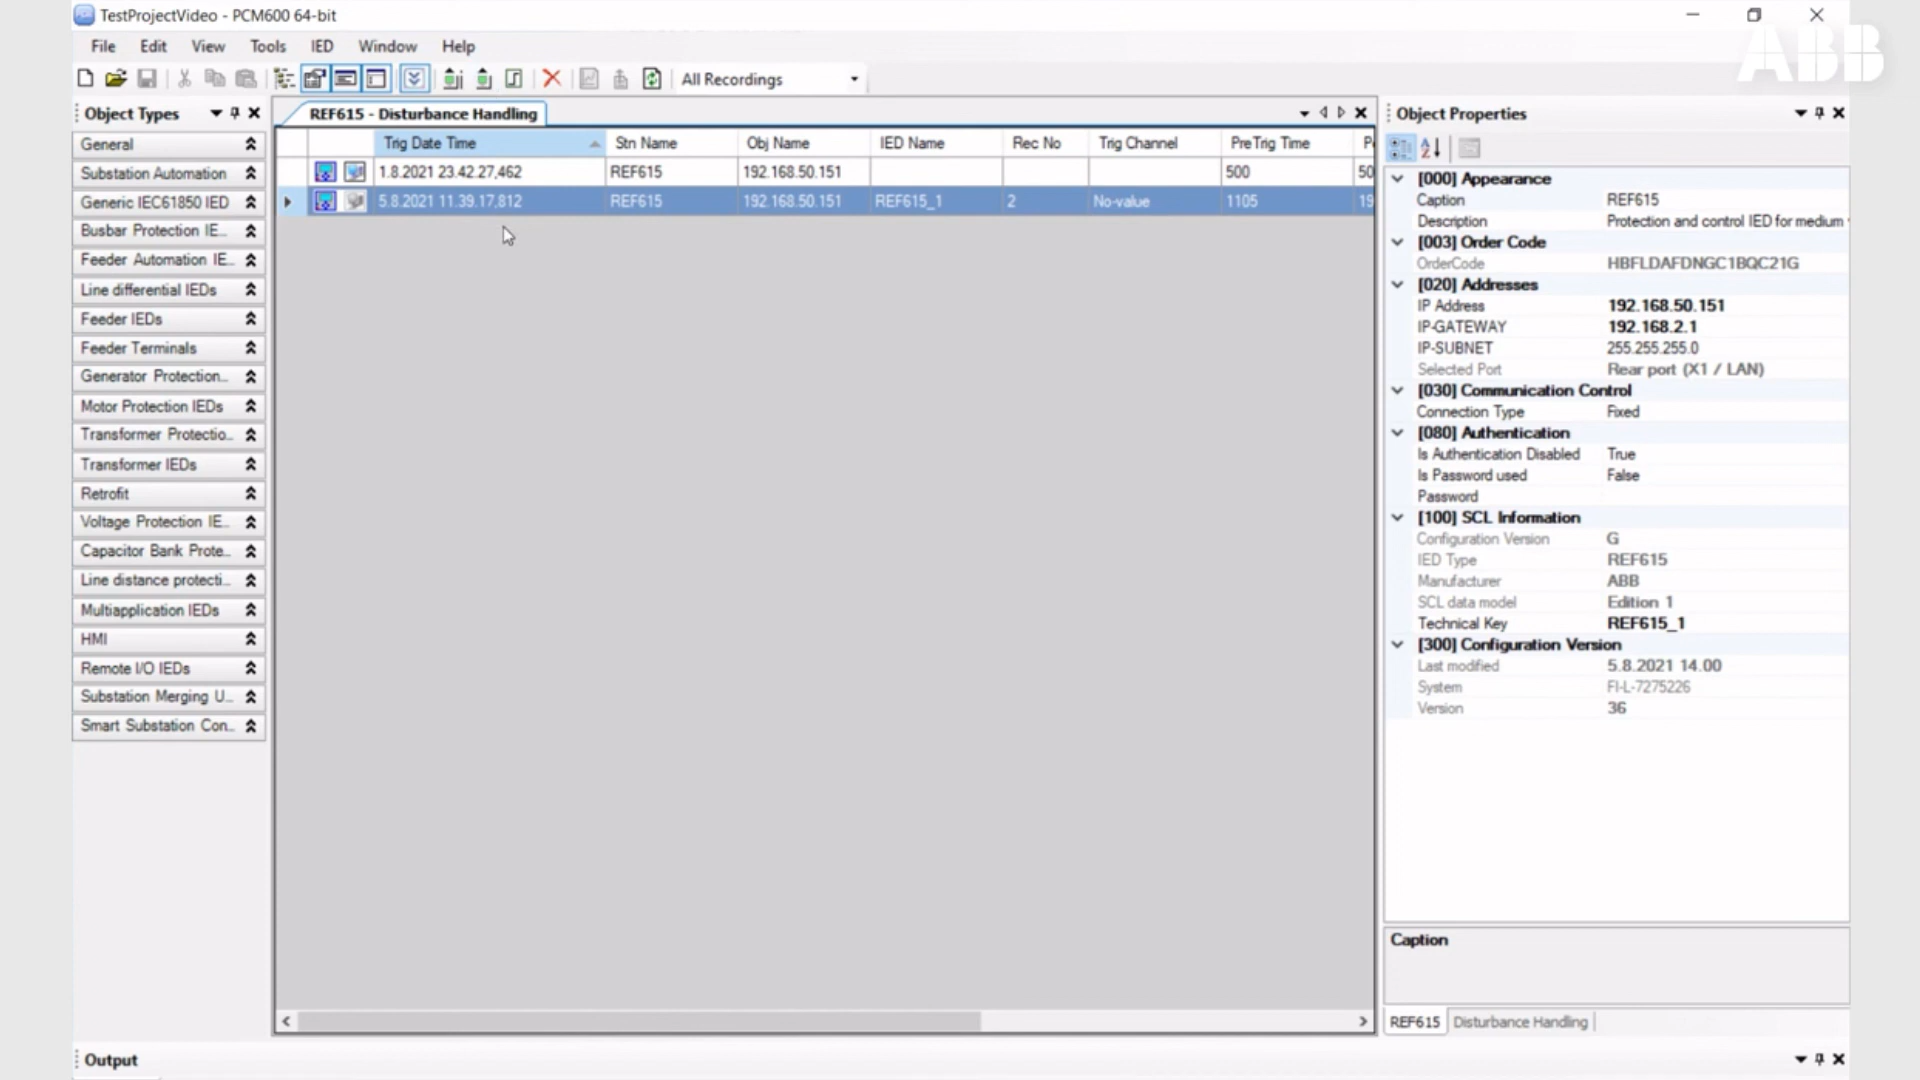 TestProjectVideo - PCM600 64-bit
File Edit View Tools IED Window Help
ABB
All Recordings
Object Types
General
Substation Automation
Generic IEC61850 IED
Busbar Protection IE...
Feeder Automation IE...
Line differential IEDs
Feeder IEDs
Feeder Terminals
Generator Protection...
Motor Protection IEDs
Transformer Protectio...
Transformer IEDs
Retrofit
Voltage Protection IE...
Capacitor Bank Prote...
Line distance protecti...
Multiapplication IEDs
HMI
Remote I/O IEDs
Substation Merging U...
Smart Substation Con...
REF615 - Disturbance Handling
Trig Date Time Stn Name Obj Name IED Name Rec No Trig Channel PreTrig Time
1.8.2021 23.42.27,462 REF615 192.168.50.151 500 50
5.8.2021 11.39.17,812 REF615 192.168.50.151 REF615_1 2 No-value 1105 19
Object Properties
[000] Appearance
Caption REF615
Description Protection and control IED for medium
[003] Order Code
OrderCode HBFLDAFDNGC1BQC21G
[020] Addresses
IP Address 192.168.50.151
IP-GATEWAY 192.168.2.1
IP-SUBNET 255.255.255.0
Selected Port Rear port (X1 / LAN)
[030] Communication Control
Connection Type Fixed
[080] Authentication
Is Authentication Disabled True
Is Password used False
Password
[100] SCL Information
Configuration Version G
IED Type REF615
Manufacturer ABB
SCL data model Edition 1
Technical Key REF615_1
[300] Configuration Version
Last modified 5.8.2021 14.00
System FI-L-7275226
Version 36
Caption
REF615 Disturbance Handling
Output